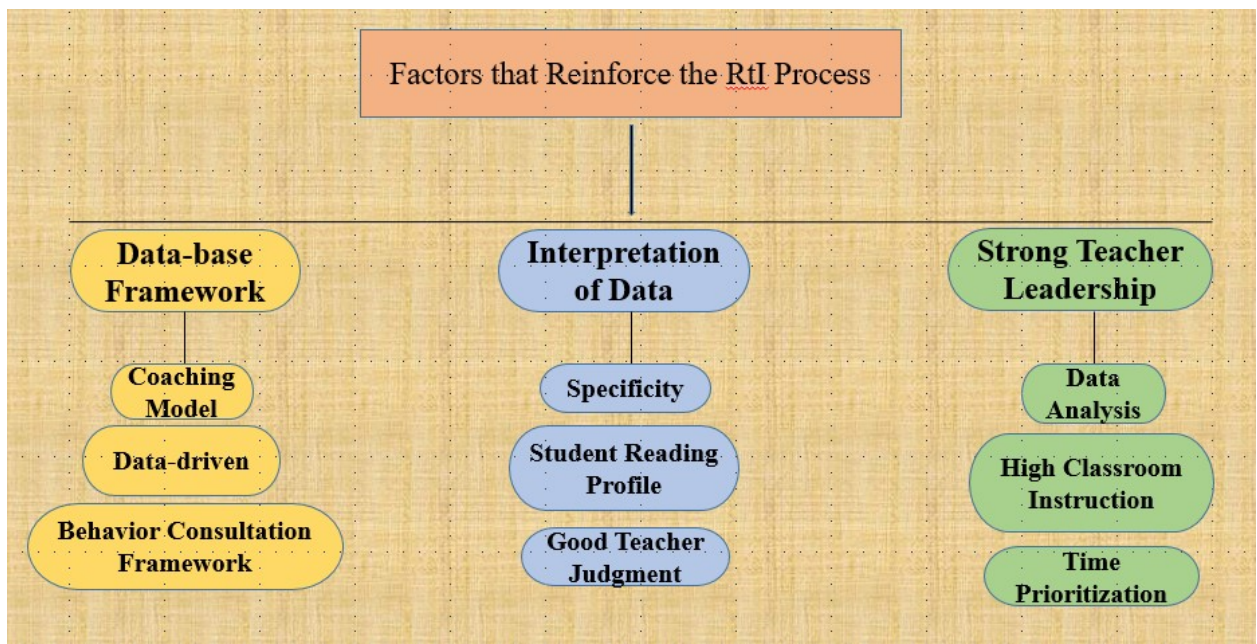 Factors that Reinforce the RtI Process
Data-base
Framework
Coaching
Model
Data-driven
Behavior Consultation
Framework
Interpretation
of Data
Specificity
Student Reading
Profile
Good Teacher
Judgment
Strong Teacher
Leadership
Data
Analysis
High Classroom
Instruction
Time
Prioritization